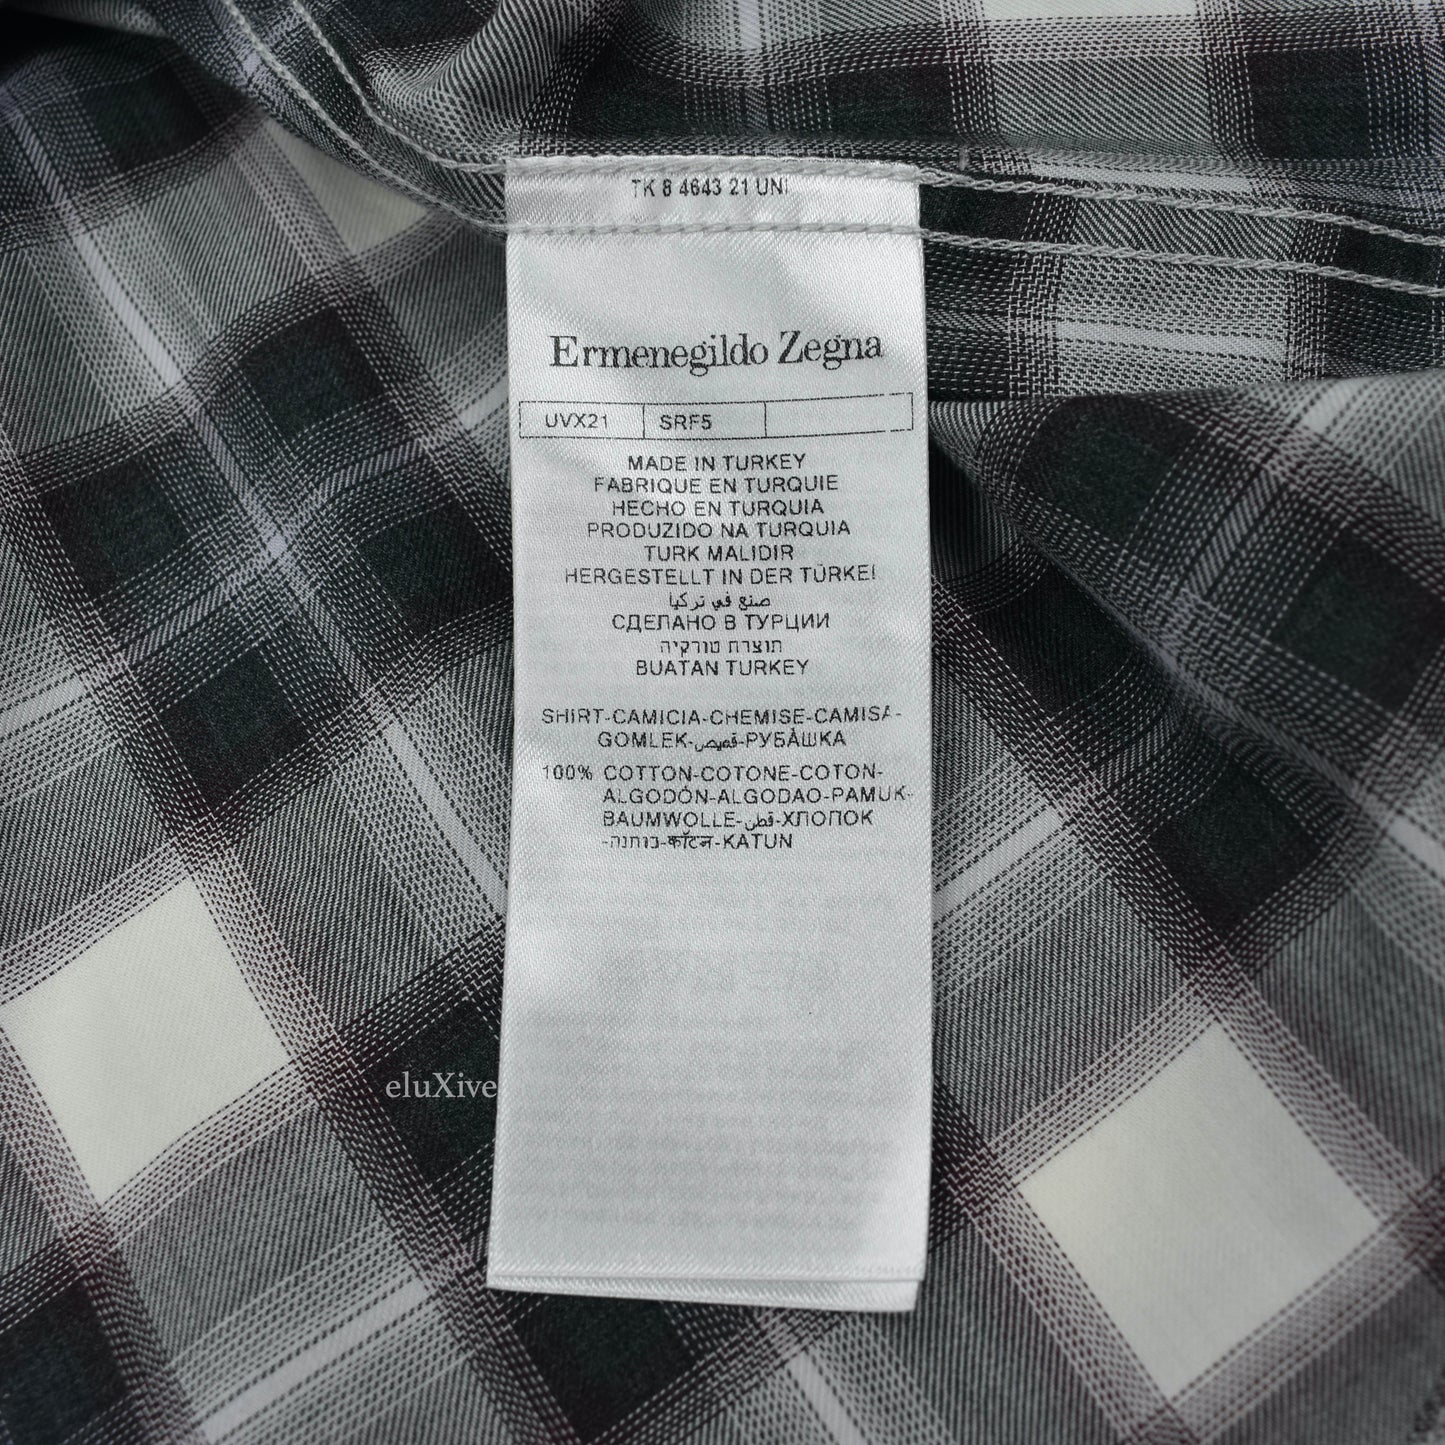 TK 8 4643 21 UNI
Ermenegildo Zegna
UVX21 SRF5
MADE IN TURKEY
FABRIQUE EN TURQUIE
HECHO EN TURQUIA
PRODUZIDO NA TURQUIA
TURK MALIDIR
HERGESTELLT IN DER TÜRKEI
صنع في تركيا
СДЕЛАНО В ТУРЦИИ
תוצרת טורקיה
BUATAN TURKEY
SHIRT-CAMICIA-CHEMISE-CAMISA-
GOMLEK-قميص-РУБÀШКА
100% COTTON-COTONE-COTON-
ALGODÓN-ALGODAO-PAMUK-
BAUMWOLLE-قطن-ХЛОПОК
-כותנה-कॉटन-KATUN
eluXive